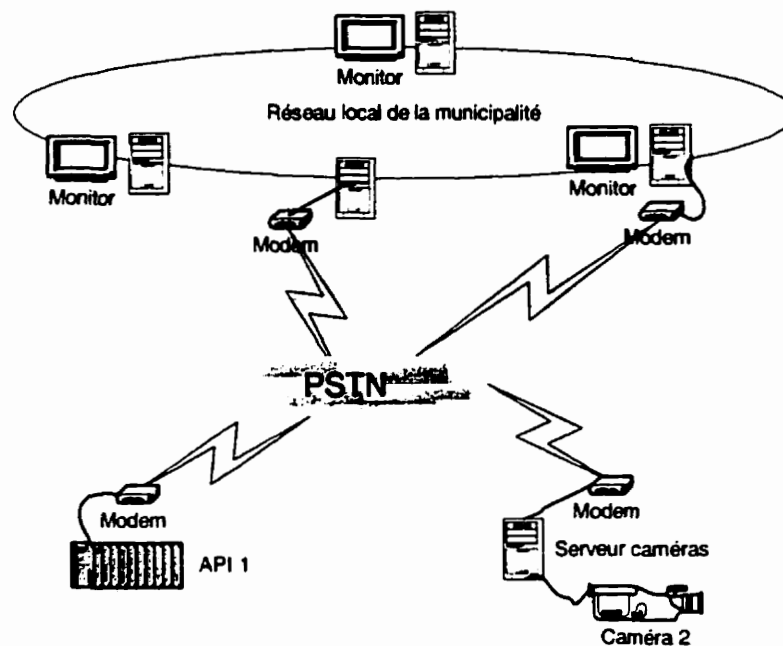 Monitor
Réseau local de la municipalité
Monitor
Monitor
Modem
Modem
PSTN
Modem
Modem
API 1
Serveur caméras
Caméra 2